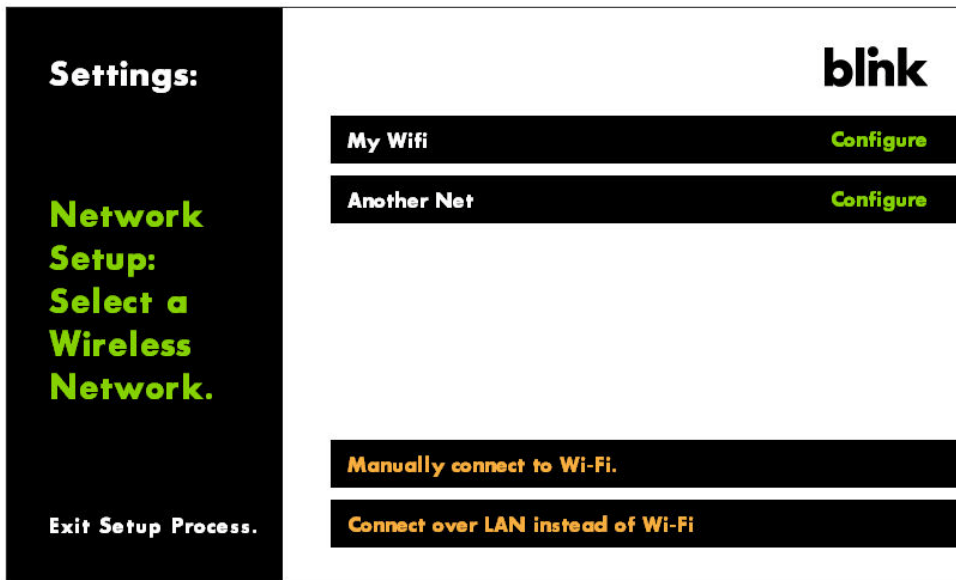 Settings:
Network
Setup:
Select a
Wireless
Network.
Exit Setup Process.
blink
My Wifi Configure
Another Net Configure
Manually connect to Wi-Fi.
Connect over LAN instead of Wi-Fi